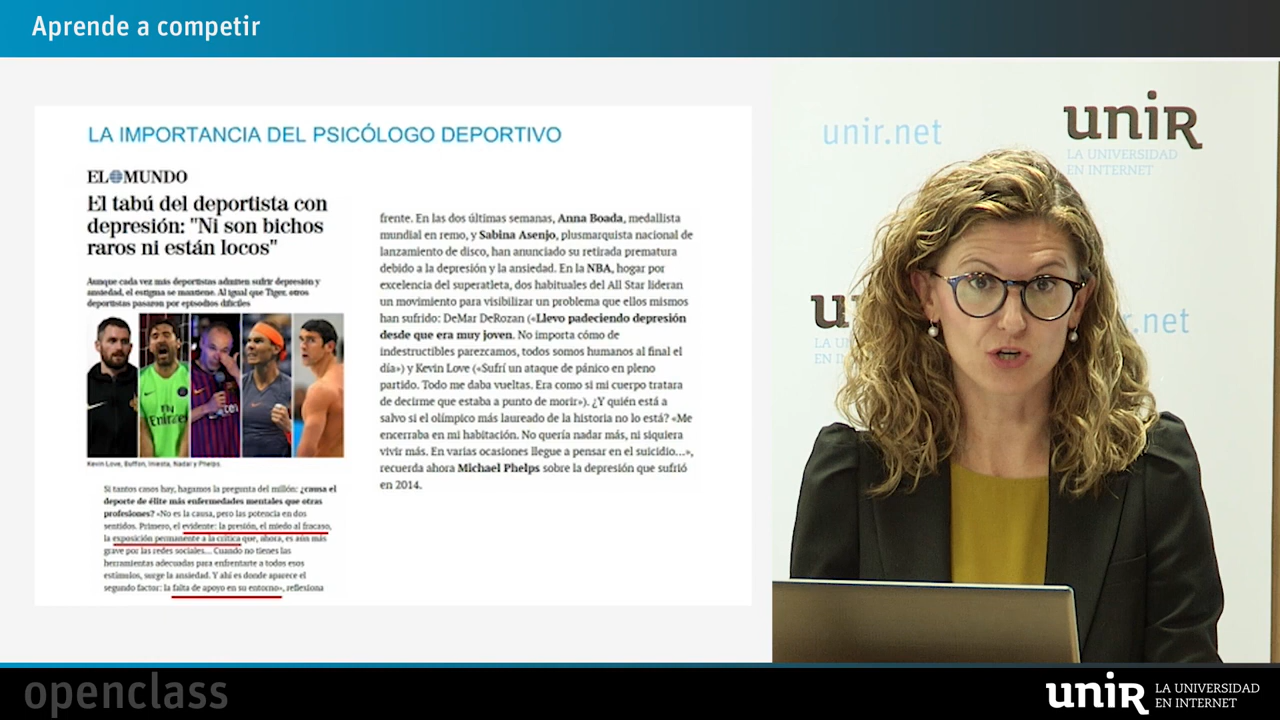 Aprende a competir
LA IMPORTANCIA DEL PSICÓLOGO DEPORTIVO
EL MUNDO
El tabú del deportista con
depresión: "Ni son bichos
raros ni están locos"
Aunque cada vez más deportistas admiten sufrir depresión y
ansiedad, el estigma se mantiene. Al igual que Tiger, otros
deportistas pasaron por episodios difíciles
Fly
Emirates
Kevin Love, Buffon, Iniesta, Nadal y Phelps.
Si tantos casos hay, hagamos la pregunta del millón: ¿causa el
deporte de élite más enfermedades mentales que otras
profesiones? «No es la causa, pero las potencia en dos
sentidos. Primero, el evidente: la presión, el miedo al fracaso,
la exposición permanente a la crítica que, ahora, es aún más
grave por las redes sociales... Cuando no tienes las
herramientas adecuadas para enfrentarte a todos esos
estímulos, surge la ansiedad. Y ahí es donde aparece el
segundo factor: la falta de apoyo en su entorno», reflexiona
frente. En las dos últimas semanas, Anna Boada, medallista
mundial en remo, y Sabina Asenjo, plusmarquista nacional de
lanzamiento de disco, han anunciado su retirada prematura
debido a la depresión y la ansiedad. En la NBA, hogar por
excelencia del superatleta, dos habituales del All Star lideran
un movimiento para visibilizar un problema que ellos mismos
han sufrido: DeMar DeRozan («Llevo padeciendo depresión
desde que era muy joven. No importa cómo de
indestructibles parezcamos, todos somos humanos al final el
día») y Kevin Love («Sufrí un ataque de pánico en pleno
partido. Todo me daba vueltas. Era como si mi cuerpo tratara
de decirme que estaba a punto de morir»). ¿Y quién está a
salvo si el olímpico más laureado de la historia no lo está? «Me
encerraba en mi habitación. No quería nadar más, ni siquiera
vivir más. En varias ocasiones llegue a pensar en el suicidio...»,
recuerda ahora Michael Phelps sobre la depresión que sufrió
en 2014.
unir.net
unir
LA UNIVERSIDAD
EN INTERNET
u
LA UN
EN IN
.net
openclass
unir
LA UNIVERSIDAD
EN INTERNET